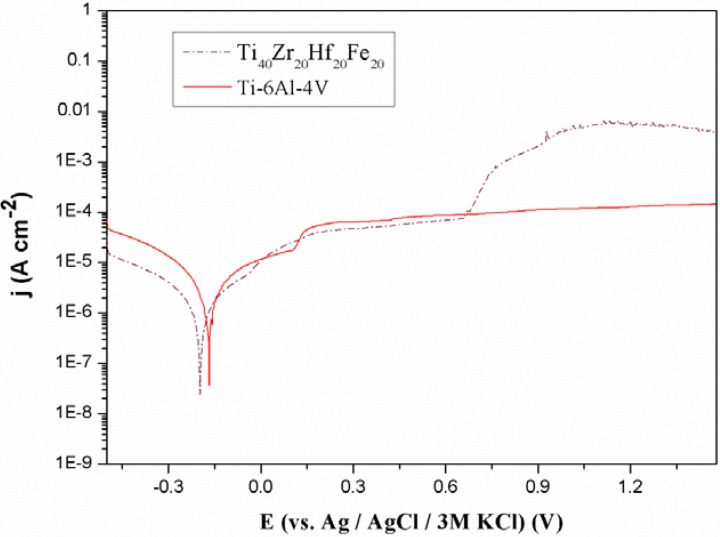 1
0.1
0.01
1E-3
1E-4
1E-5
1E-6
1E-7
1E-8
1E-9
j (A cm⁻²)
Ti₄₀Zr₂₀Hf₂₀Fe₂₀
Ti-6Al-4V
-0.3 0.0 0.3 0.6 0.9 1.2
E (vs. Ag / AgCl / 3M KCl) (V)